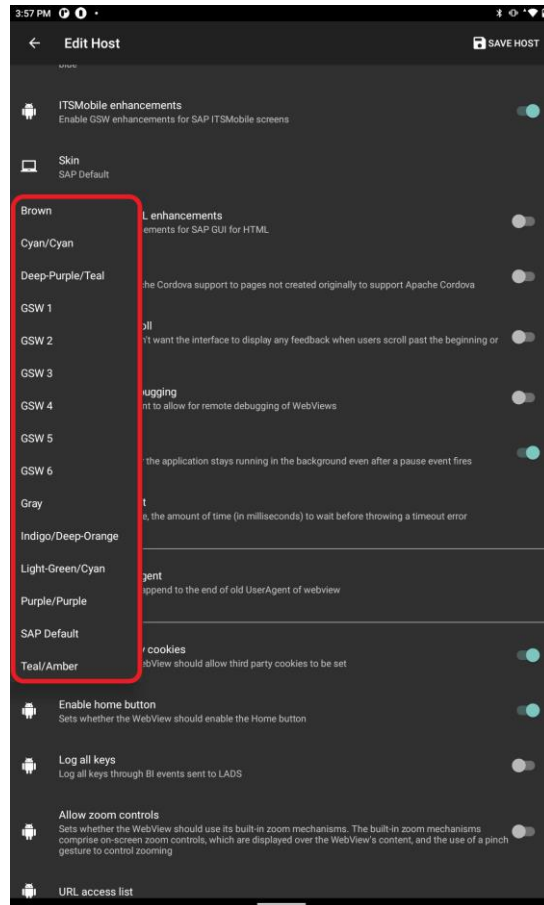 3:57 PM
Edit Host
SAVE HOST
ITSMobile enhancements
Enable GSW enhancements for SAP ITSMobile screens
Skin
SAP Default
Brown
L enhancements
ements for SAP GUI for HTML
Cyan/Cyan
Deep-Purple/Teal
che Cordova support to pages not created originally to support Apache Cordova
GSW 1
oll
GSW 2
n't want the interface to display any feedback when users scroll past the beginning or
GSW 3
ugging
GSW 4
nt to allow for remote debugging of WebViews
GSW 5
r the application stays running in the background even after a pause event fires
GSW 6
Gray
t
e, the amount of time (in milliseconds) to wait before throwing a timeout error
Indigo/Deep-Orange
Light-Green/Cyan
gent
append to the end of old UserAgent of webview
Purple/Purple
SAP Default
y cookies
ebView should allow third party cookies to be set
Teal/Amber
Enable home button
Sets whether the WebView should enable the Home button
Log all keys
Log all keys through BI events sent to LADS
Allow zoom controls
Sets whether the WebView should use its built-in zoom mechanisms. The built-in zoom mechanisms
comprise on-screen zoom controls, which are displayed over the WebView's content, and the use of a pinch
gesture to control zooming
URL access list